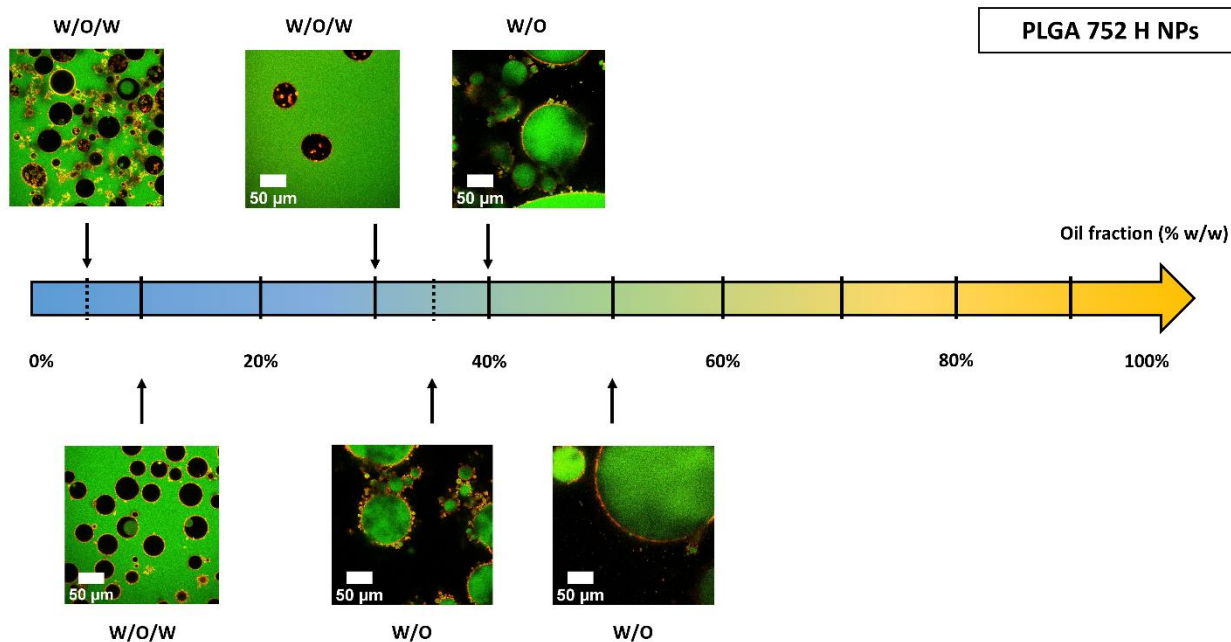 W/O/W
W/O/W
W/O
PLGA 752 H NPs
50 µm
50 µm
Oil fraction (% w/w)
0%
20%
40%
60%
80%
100%
50 µm
50 µm
50 µm
W/O/W
W/O
W/O